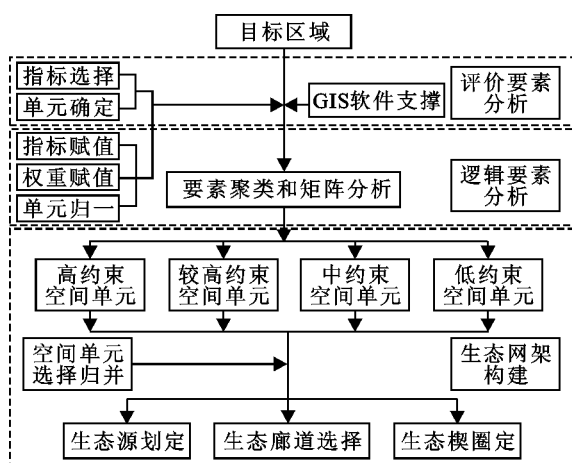 目标区域
指标选择
单元确定
GIS软件支撑
评价要素
分析
指标赋值
权重赋值
单元归一
要素聚类和矩阵分析
逻辑要素
分析
高约束
空间单元
较高约束
空间单元
中约束
空间单元
低约束
空间单元
空间单元
选择归并
生态网架
构建
生态源划定
生态廊道选择
生态楔圈定